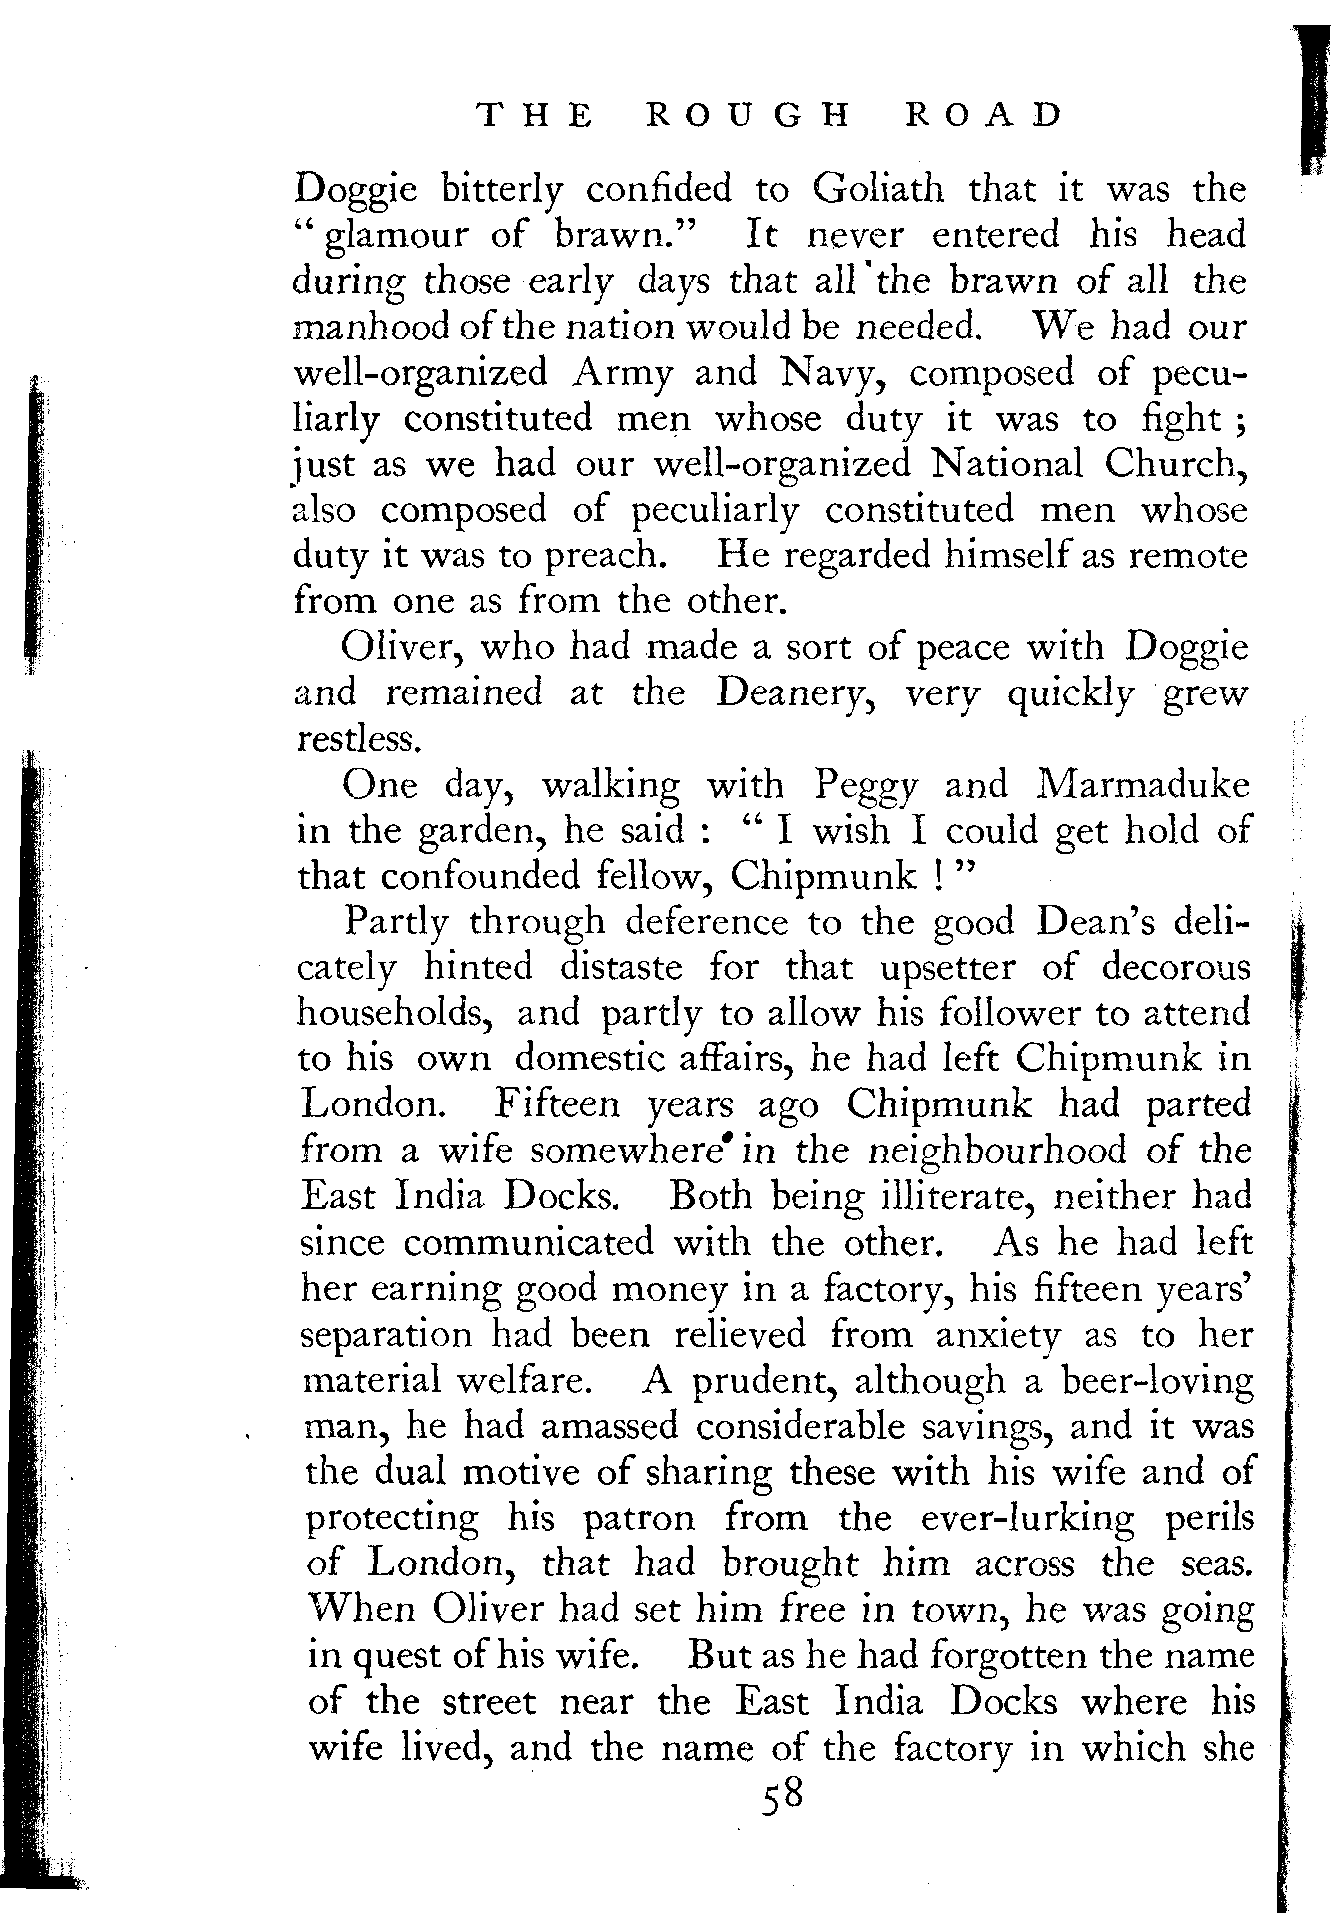 THE ROUGH ROAD
Doggie bitterly confided to Goliath that it was the
“ glamour of brawn.” It never entered his head
during those early days that all the brawn of all the
manhood of the nation would be needed. We had our
well-organized Army and Navy, composed of pecu-
liarly constituted men whose duty it was to fight ;
just as we had our well-organized National Church,
also composed of peculiarly constituted men whose
duty it was to preach. He regarded himself as remote
from one as from the other.
Oliver, who had made a sort of peace with Doggie
and remained at the Deanery, very quickly grew
restless.
One day, walking with Peggy and Marmaduke
in the garden, he said : “ I wish I could get hold of
that confounded fellow, Chipmunk ! ”
Partly through deference to the good Dean’s deli-
cately hinted distaste for that upsetter of decorous
households, and partly to allow his follower to attend
to his own domestic affairs, he had left Chipmunk in
London. Fifteen years ago Chipmunk had parted
from a wife somewhere in the neighbourhood of the
East India Docks. Both being illiterate, neither had
since communicated with the other. As he had left
her earning good money in a factory, his fifteen years’
separation had been relieved from anxiety as to her
material welfare. A prudent, although a beer-loving
man, he had amassed considerable savings, and it was
the dual motive of sharing these with his wife and of
protecting his patron from the ever-lurking perils
of London, that had brought him across the seas.
When Oliver had set him free in town, he was going
in quest of his wife. But as he had forgotten the name
of the street near the East India Docks where his
wife lived, and the name of the factory in which she
58